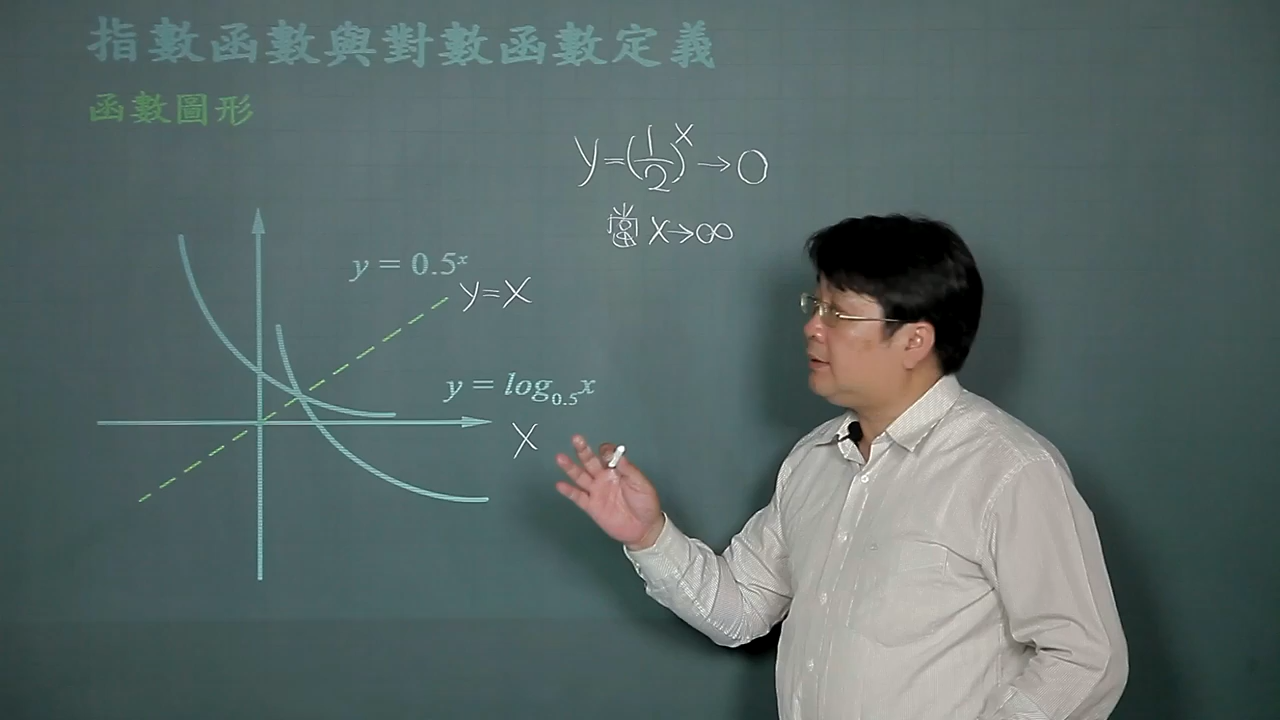 指數函數與對數函數定義
函數圖形
y=(1/2)^x→0
當 x→∞
y = 0.5^x
y=x
y = log_0.5 x
x